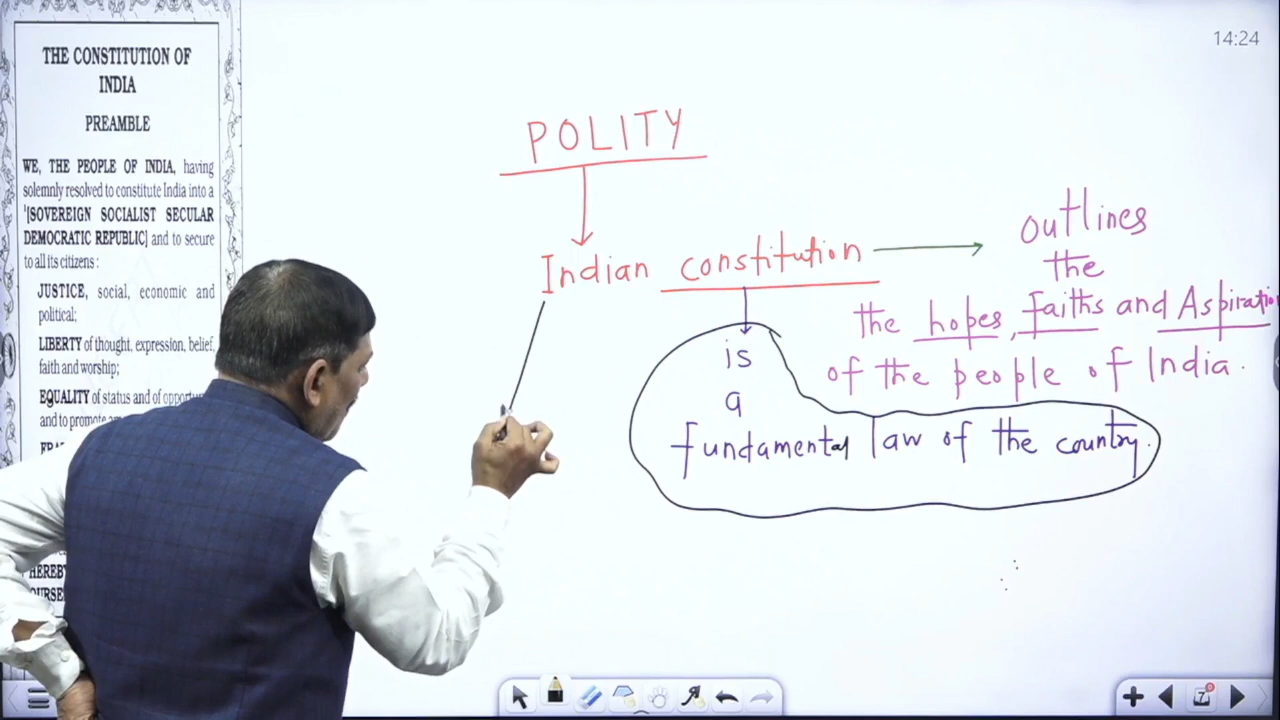 THE CONSTITUTION OF
INDIA
PREAMBLE
WE, THE PEOPLE OF INDIA, having
solemnly resolved to constitute India into a
¹[SOVEREIGN SOCIALIST SECULAR
DEMOCRATIC REPUBLIC] and to secure
to all its citizens :
JUSTICE, social, economic and
political;
LIBERTY of thought, expression, belief,
faith and worship;
EQUALITY of status and of
and to promote
HEREBY
14:24
POLITY
Indian constitution
outlines
the
the hopes, faiths and
of the people of India.
is
a
fundamental law of the country.
7